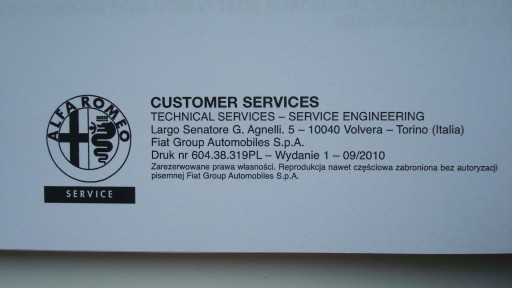 ALFA ROMEO
SERVICE
CUSTOMER SERVICES
TECHNICAL SERVICES – SERVICE ENGINEERING
Largo Senatore G. Agnelli. 5 – 10040 Volvera – Torino (Italia)
Fiat Group Automobiles S.p.A.
Druk nr 604.38.319PL – Wydanie 1 – 09/2010
Zarezerwowane prawa własności. Reprodukcja nawet częściowa zabroniona bez autoryzacji
pisemnej Fiat Group Automobiles S.p.A.